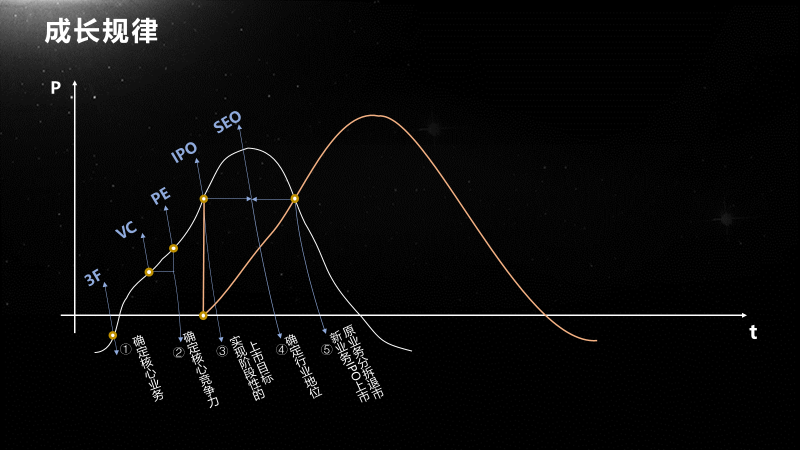 成长规律
P
SEO
IPO
PE
VC
3F
t
①
确定核心业务
②
确定核心竞争力
③
实现阶段性的
上市目标
④
确定行业地位
⑤
原业务分拆退市
新业务IPO上市